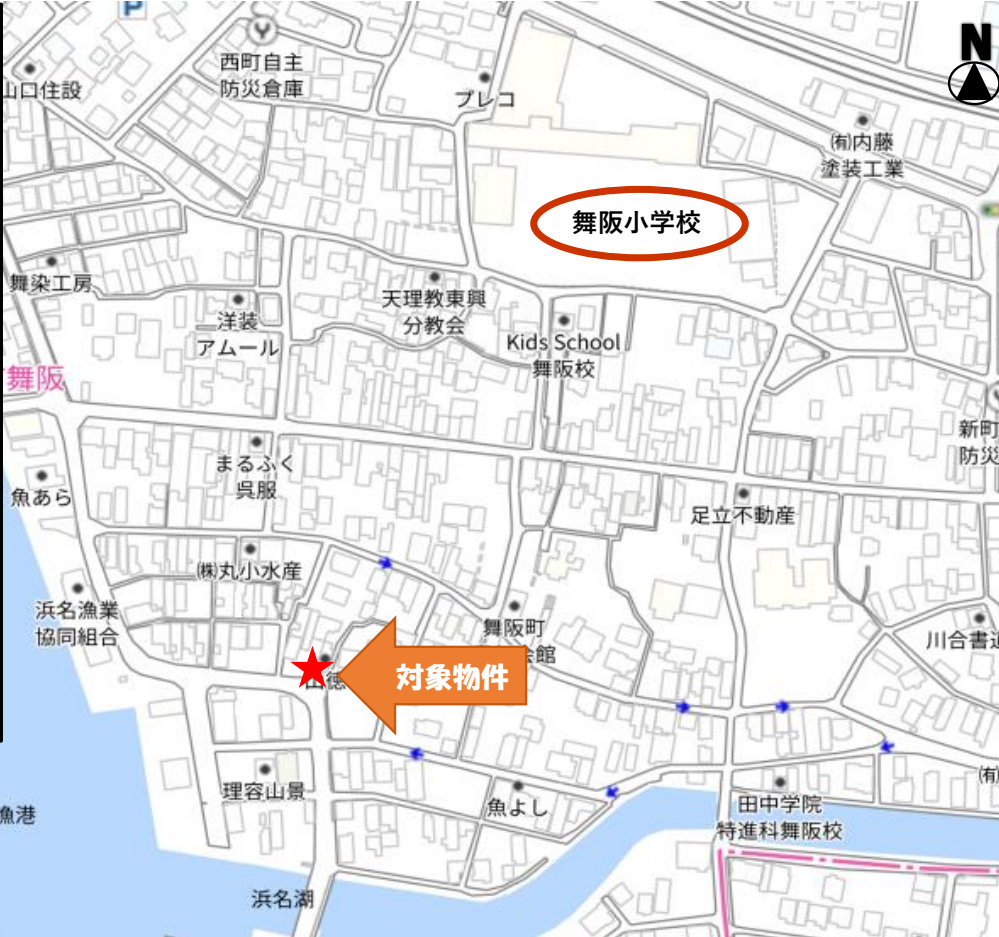 P
N
西町自主
防災倉庫
山口住設
プレコ
(有)内藤
塗装工業
舞阪小学校
舞染工房
天理教東興
分教会
洋装
アムール
Kids School
舞阪校
舞阪
新町
防災
まるふく
呉服
魚あら
足立不動産
(株)丸小水産
浜名漁業
協同組合
舞阪町
会館
川合書道
対象物件
山徳
理容山景
魚よし
(有)
漁港
田中学院
特進科舞阪校
浜名湖